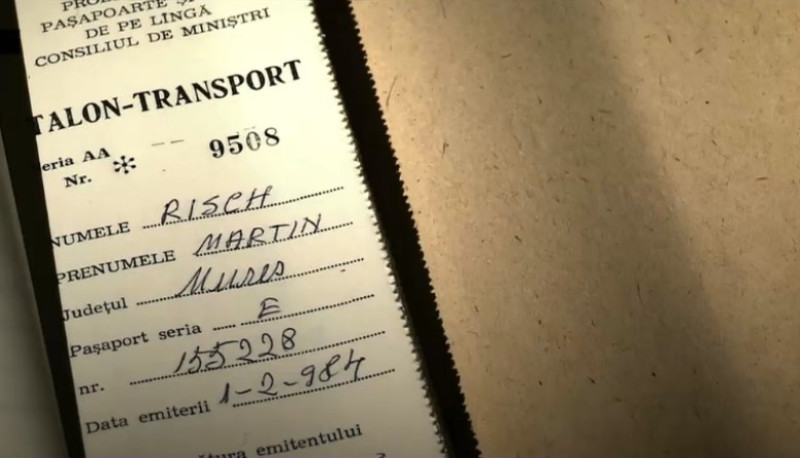 PAȘAPOARTE
DE PE LÎNGĂ
CONSILIUL DE MINIȘTRI
TALON-TRANSPORT
Seria AA
Nr. * -- 9508
NUMELE RISCH
PRENUMELE MARTIN
Județul Mureș
Pașaport seria E
nr. 155228
Data emiterii 1-2-984
emitentului